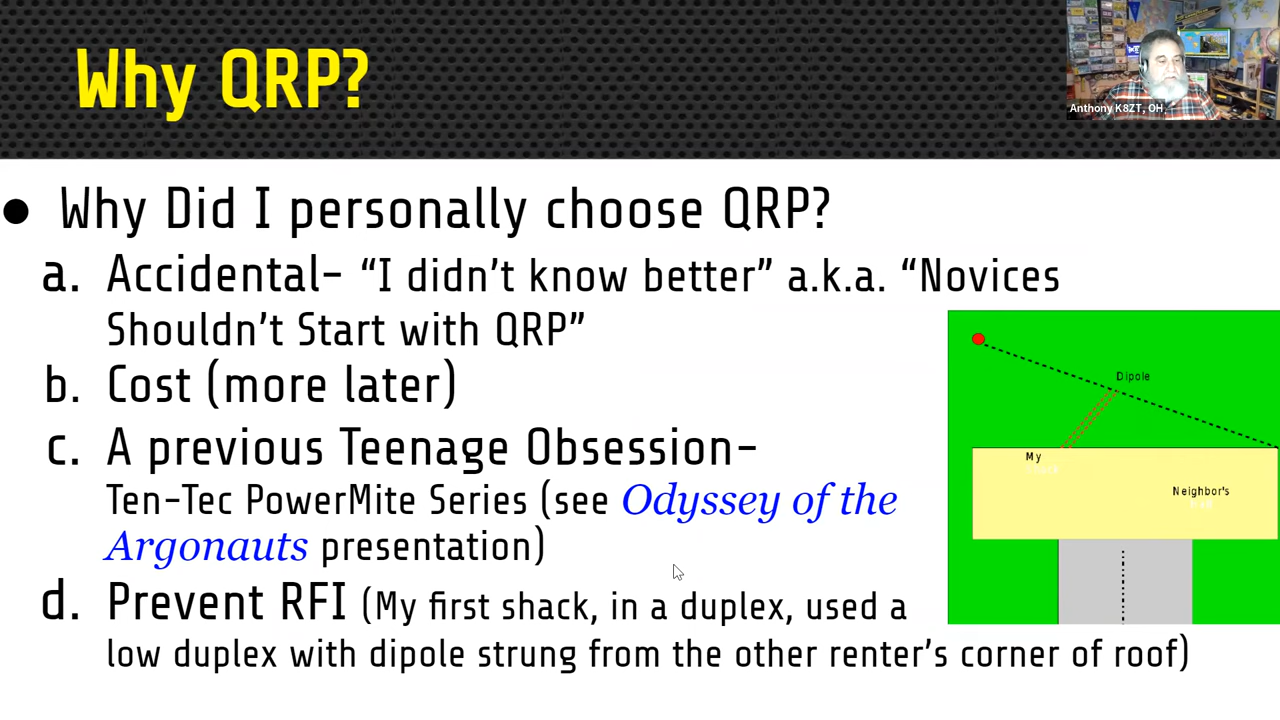 Why QRP?
Anthony K8ZT, OH,
● Why Did I personally choose QRP?
a. Accidental- “I didn’t know better” a.k.a. “Novices
Shouldn’t Start with QRP”
b. Cost (more later)
c. A previous Teenage Obsession-
Ten-Tec PowerMite Series (see Odyssey of the
Argonauts presentation)
d. Prevent RFI (My first shack, in a duplex, used a
low duplex with dipole strung from the other renter’s corner of roof)
Dipole
My
Neighbor's